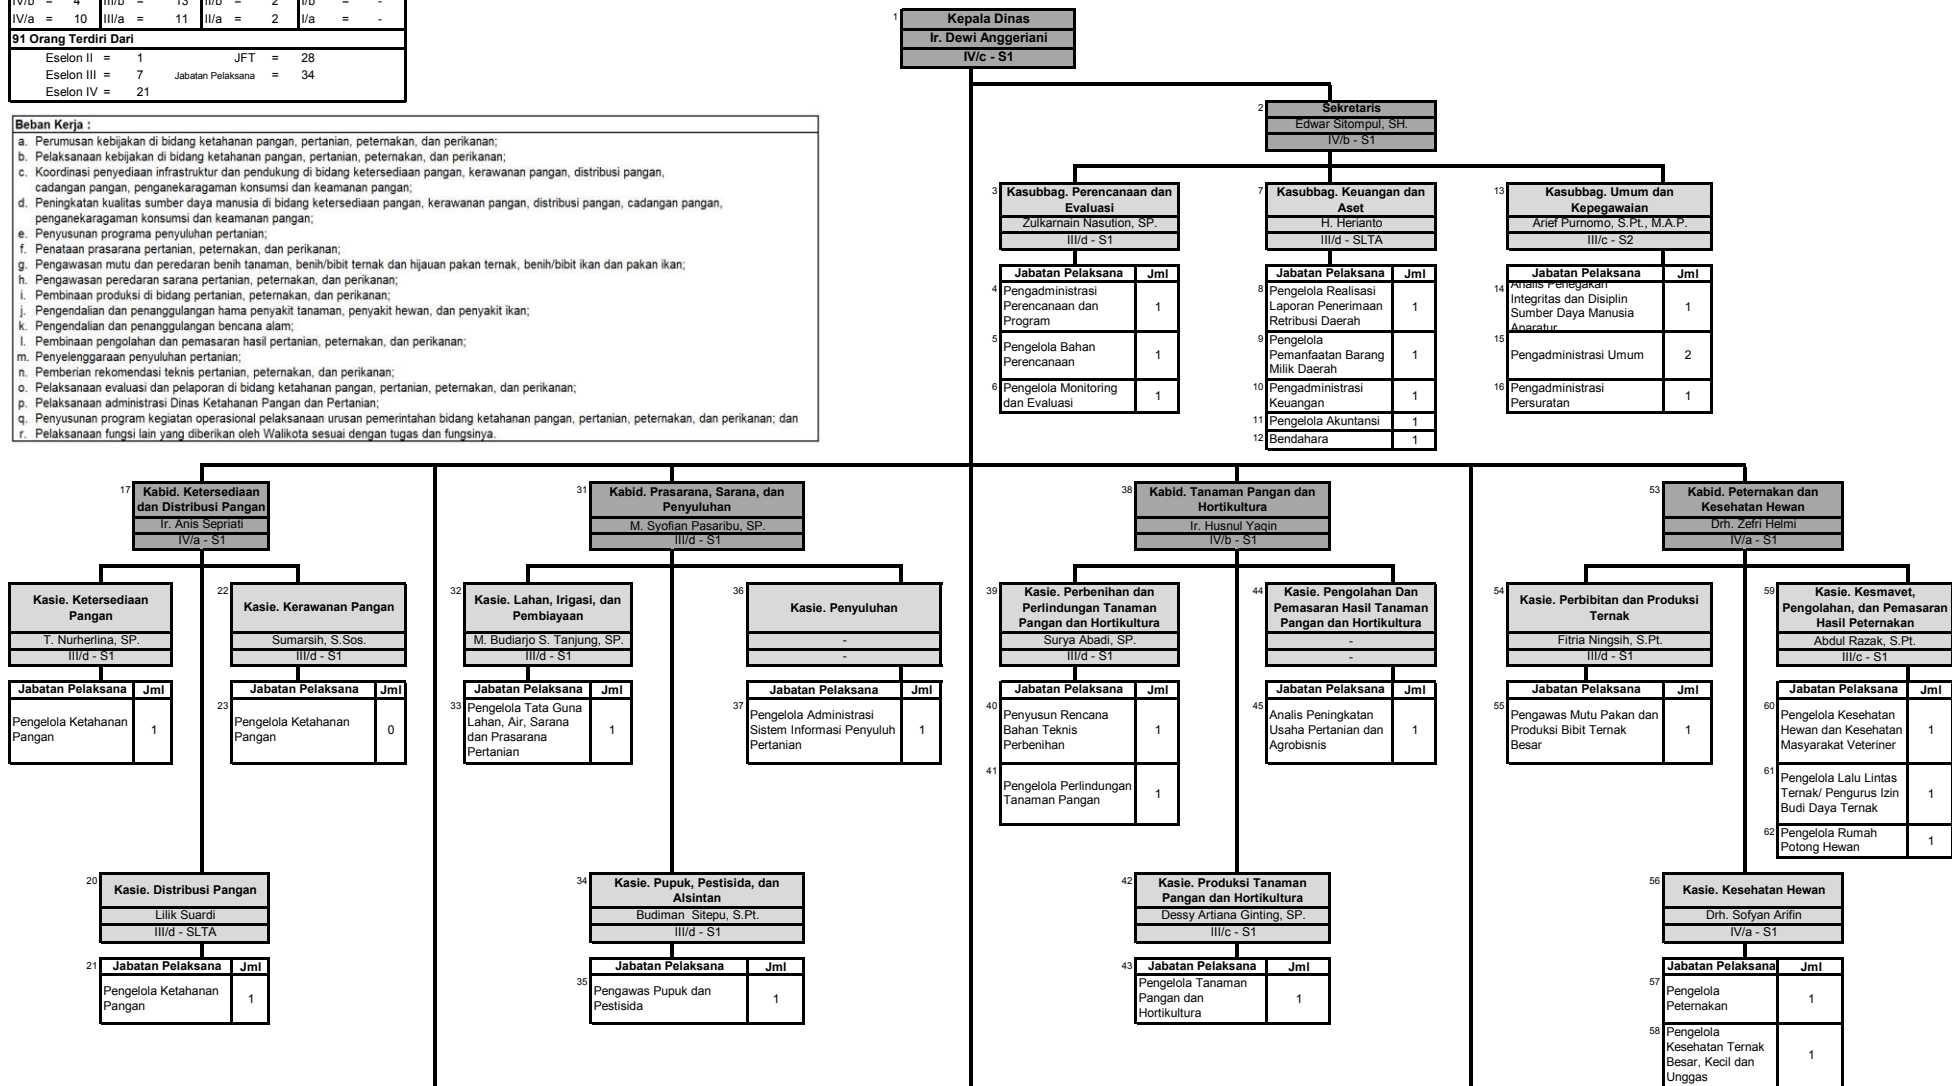 IV/b = 4 III/b = 13 II/b = 2 I/b = -
IV/a = 10 III/a = 11 II/a = 2 I/a = -
91 Orang Terdiri Dari
Eselon II = 1 JFT = 28
Eselon III = 7 Jabatan Pelaksana = 34
Eselon IV = 21
1 Kepala Dinas
Ir. Dewi Anggeriani
IV/c - S1
2 Sekretaris
Edwar Sitompul, SH.
IV/b - S1
Beban Kerja :
a. Perumusan kebijakan di bidang ketahanan pangan, pertanian, peternakan, dan perikanan;
b. Pelaksanaan kebijakan di bidang ketahanan pangan, pertanian, peternakan, dan perikanan;
c. Koordinasi penyediaan infrastruktur dan pendukung di bidang ketersediaan pangan, kerawanan pangan, distribusi pangan,
cadangan pangan, penganekaragaman konsumsi dan keamanan pangan;
d. Peningkatan kualitas sumber daya manusia di bidang ketersediaan pangan, kerawanan pangan, distribusi pangan, cadangan pangan,
penganekaragaman konsumsi dan keamanan pangan;
e. Penyusunan programa penyuluhan pertanian;
f. Penataan prasarana pertanian, peternakan, dan perikanan;
g. Pengawasan mutu dan peredaran benih tanaman, benih/bibit ternak dan hijauan pakan ternak, benih/bibit ikan dan pakan ikan;
h. Pengawasan peredaran sarana pertanian, peternakan, dan perikanan;
i. Pembinaan produksi di bidang pertanian, peternakan, dan perikanan;
j. Pengendalian dan penanggulangan hama penyakit tanaman, penyakit hewan, dan penyakit ikan;
k. Pengendalian dan penanggulangan bencana alam;
l. Pembinaan pengolahan dan pemasaran hasil pertanian, peternakan, dan perikanan;
m. Penyelenggaraan penyuluhan pertanian;
n. Pemberian rekomendasi teknis pertanian, peternakan, dan perikanan;
o. Pelaksanaan evaluasi dan pelaporan di bidang ketahanan pangan, pertanian, peternakan, dan perikanan;
p. Pelaksanaan administrasi Dinas Ketahanan Pangan dan Pertanian;
q. Penyusunan program kegiatan operasional pelaksanaan urusan pemerintahan bidang ketahanan pangan, pertanian, peternakan, dan perikanan; dan
r. Pelaksanaan fungsi lain yang diberikan oleh Walikota sesuai dengan tugas dan fungsinya.
3 Kasubbag. Perencanaan dan
Evaluasi
Zulkarnain Nasution, SP.
III/d - S1
Jabatan Pelaksana Jml
4 Pengadministrasi
Perencanaan dan
Program
1
5 Pengelola Bahan
Perencanaan
1
6 Pengelola Monitoring
dan Evaluasi
1
7 Kasubbag. Keuangan dan
Aset
H. Herianto
III/d - SLTA
Jabatan Pelaksana Jml
8 Pengelola Realisasi
Laporan Penerimaan
Retribusi Daerah
1
9 Pengelola
Pemanfaatan Barang
Milik Daerah
1
10 Pengadministrasi
Keuangan
1
11 Pengelola Akuntansi 1
12 Bendahara 1
13 Kasubbag. Umum dan
Kepegawaian
Arief Purnomo, S.Pt., M.A.P.
III/c - S2
Jabatan Pelaksana Jml
14 Analis Penegakan
Integritas dan Disiplin
Sumber Daya Manusia
Aparatur
1
15 Pengadministrasi Umum 2
16 Pengadministrasi
Persuratan
1
17 Kabid. Ketersediaan
dan Distribusi Pangan
Ir. Anis Sepriati
IV/a - S1
Kasie. Ketersediaan
Pangan
T. Nurherlina, SP.
III/d - S1
Jabatan Pelaksana Jml
Pengelola Ketahanan
Pangan
1
22 Kasie. Kerawanan Pangan
Sumarsih, S.Sos.
III/d - S1
Jabatan Pelaksana Jml
23 Pengelola Ketahanan
Pangan
0
20 Kasie. Distribusi Pangan
Lilik Suardi
III/d - SLTA
21 Jabatan Pelaksana Jml
Pengelola Ketahanan
Pangan
1
31 Kabid. Prasarana, Sarana, dan
Penyuluhan
M. Syofian Pasaribu, SP.
III/d - S1
32 Kasie. Lahan, Irigasi, dan
Pembiayaan
M. Budiarjo S. Tanjung, SP.
III/d - S1
Jabatan Pelaksana Jml
33 Pengelola Tata Guna
Lahan, Air, Sarana
dan Prasarana
Pertanian
1
36 Kasie. Penyuluhan
-
-
Jabatan Pelaksana Jml
37 Pengelola Administrasi
Sistem Informasi Penyuluh
Pertanian
1
34 Kasie. Pupuk, Pestisida, dan
Alsintan
Budiman Sitepu, S.Pt.
III/d - S1
Jabatan Pelaksana Jml
35 Pengawas Pupuk dan
Pestisida
1
38 Kabid. Tanaman Pangan dan
Hortikultura
Ir. Husnul Yaqin
IV/b - S1
39 Kasie. Perbenihan dan
Perlindungan Tanaman
Pangan dan Hortikultura
Surya Abadi, SP.
III/d - S1
Jabatan Pelaksana Jml
40 Penyusun Rencana
Bahan Teknis
Perbenihan
1
41 Pengelola Perlindungan
Tanaman Pangan
1
44 Kasie. Pengolahan Dan
Pemasaran Hasil Tanaman
Pangan dan Hortikultura
-
-
Jabatan Pelaksana Jml
45 Analis Peningkatan
Usaha Pertanian dan
Agrobisnis
1
42 Kasie. Produksi Tanaman
Pangan dan Hortikultura
Dessy Artiana Ginting, SP.
III/c - S1
43 Jabatan Pelaksana Jml
Pengelola Tanaman
Pangan dan
Hortikultura
1
53 Kabid. Peternakan dan
Kesehatan Hewan
Drh. Zefri Helmi
IV/a - S1
54 Kasie. Perbibitan dan Produksi
Ternak
Fitria Ningsih, S.Pt.
III/d - S1
Jabatan Pelaksana Jml
55 Pengawas Mutu Pakan dan
Produksi Bibit Ternak
Besar
1
59 Kasie. Kesmavet,
Pengolahan, dan Pemasaran
Hasil Peternakan
Abdul Razak, S.Pt.
III/c - S1
Jabatan Pelaksana Jml
60 Pengelola Kesehatan
Hewan dan Kesehatan
Masyarakat Veteriner
1
61 Pengelola Lalu Lintas
Ternak/ Pengurus Izin
Budi Daya Ternak
1
62 Pengelola Rumah
Potong Hewan
1
56 Kasie. Kesehatan Hewan
Drh. Sofyan Arifin
IV/a - S1
Jabatan Pelaksana Jml
57 Pengelola
Peternakan
1
58 Pengelola
Kesehatan Ternak
Besar, Kecil dan
Unggas
1